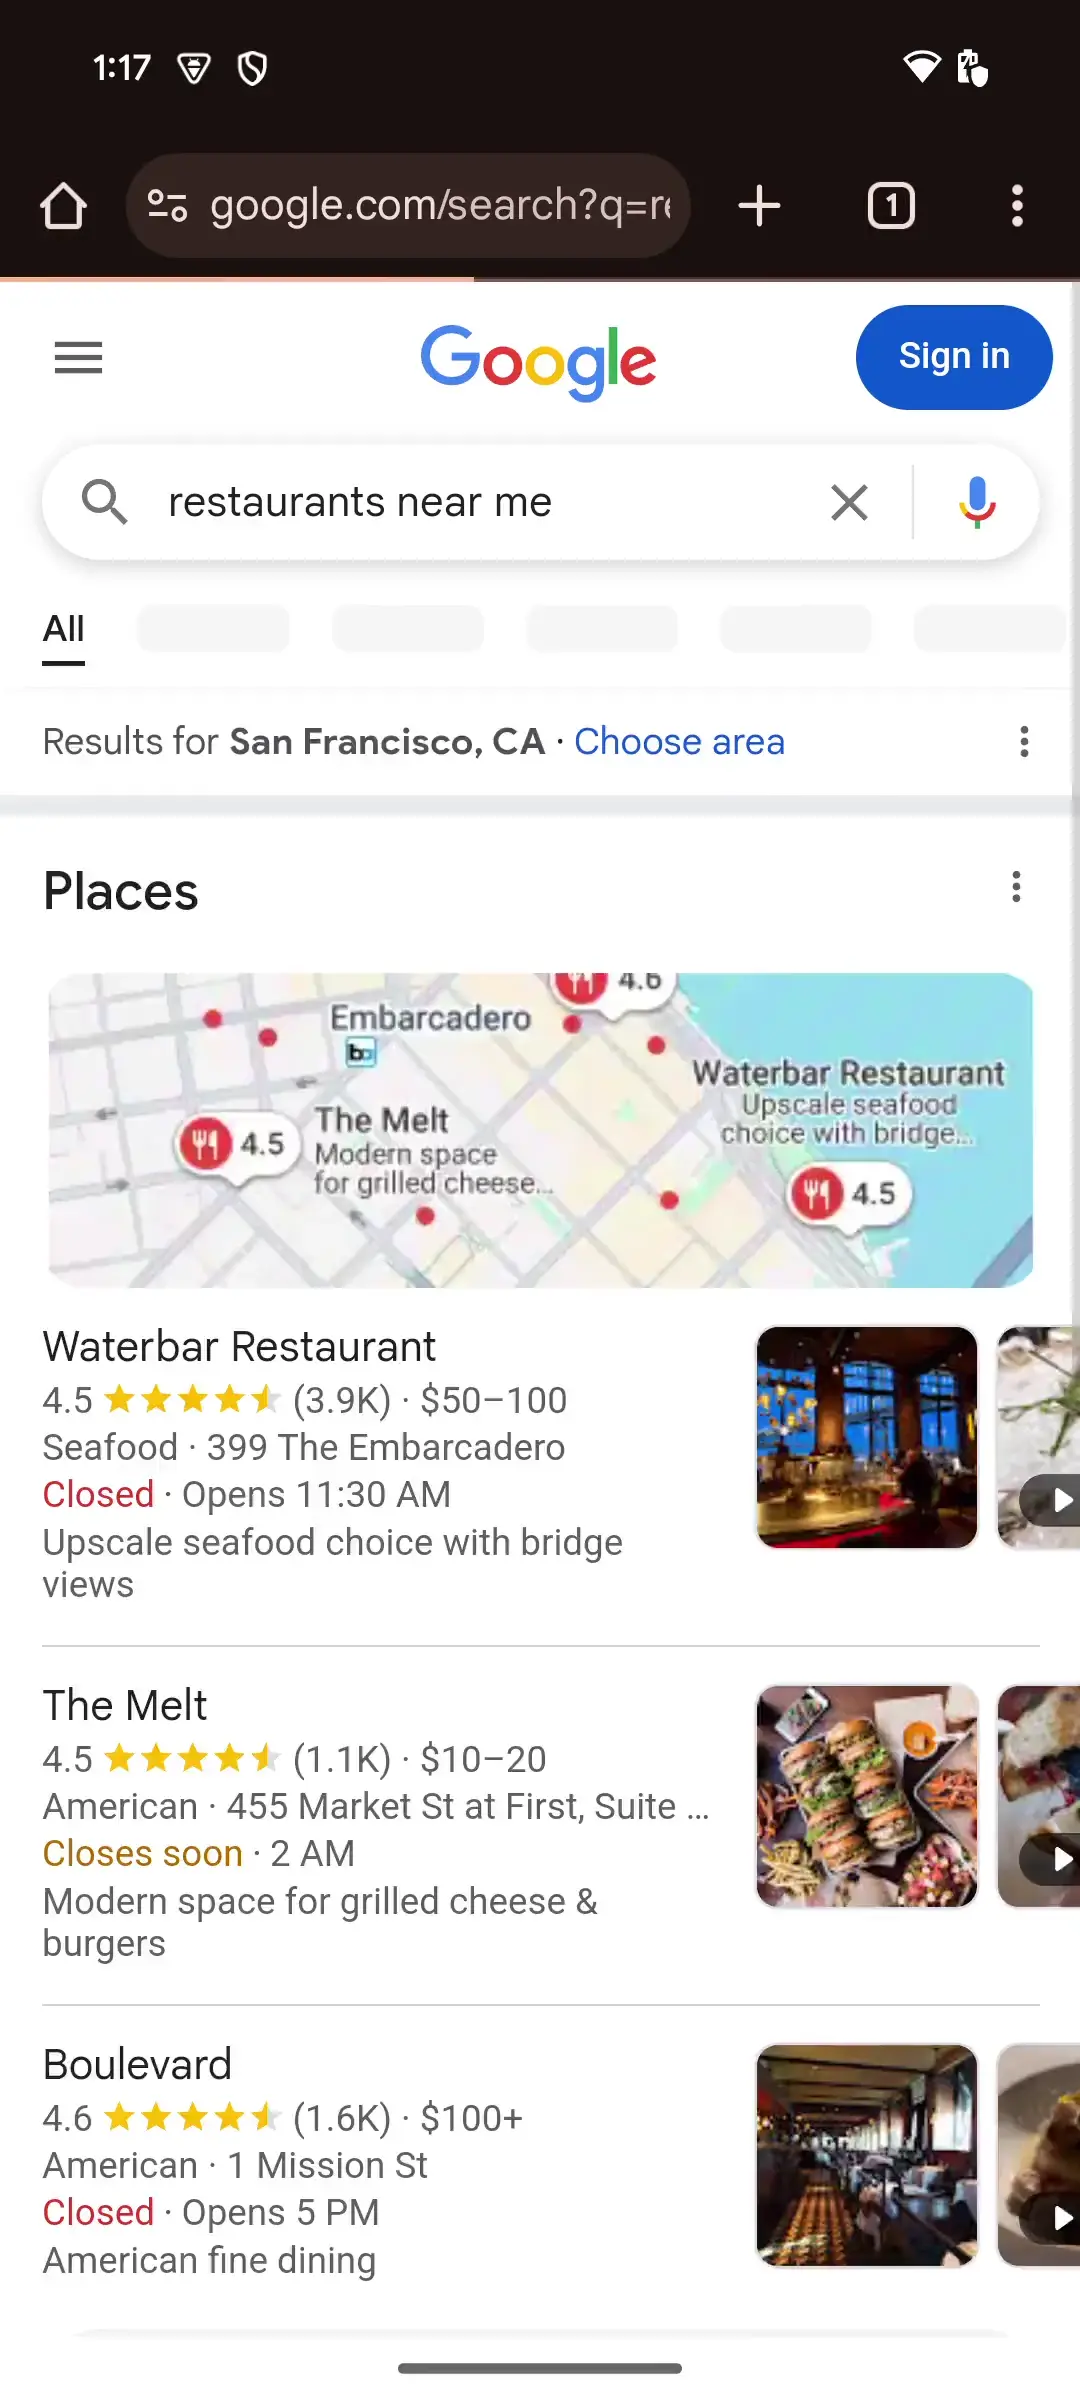 1:17
google.com/search?q=re
1
Google
Sign in
restaurants near me
All
Results for San Francisco, CA · Choose area
Places
4.6
Embarcadero
Waterbar Restaurant
Upscale seafood
choice with bridge...
The Melt
4.5
Modern space
for grilled cheese...
4.5
Waterbar Restaurant
4.5 (3.9K) · $50–100
Seafood · 399 The Embarcadero
Closed · Opens 11:30 AM
Upscale seafood choice with bridge
views
The Melt
4.5 (1.1K) · $10–20
American · 455 Market St at First, Suite ...
Closes soon · 2 AM
Modern space for grilled cheese &
burgers
Boulevard
4.6 (1.6K) · $100+
American · 1 Mission St
Closed · Opens 5 PM
American fine dining